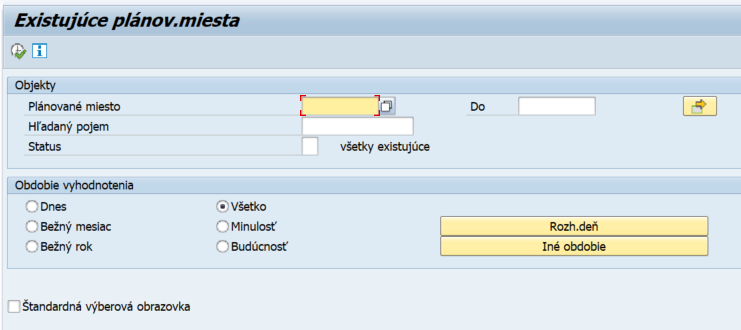 Existujúce plánov.miesta
Objekty
Plánované miesto Do
Hľadaný pojem
Status všetky existujúce
Obdobie vyhodnotenia
Dnes Všetko
Bežný mesiac Minulosť Rozh.deň
Bežný rok Budúcnosť Iné obdobie
Štandardná výberová obrazovka